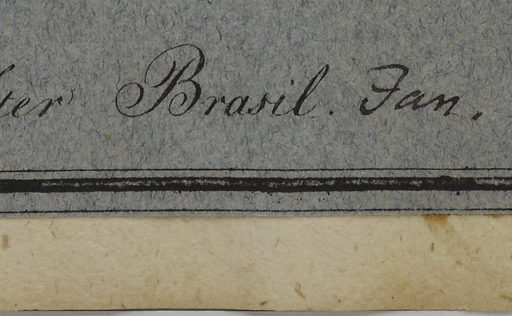 ter Brasil. Jan.